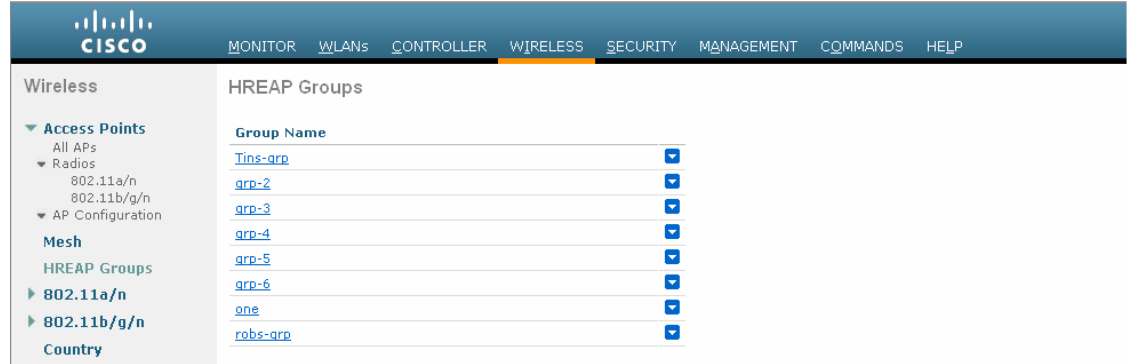 CISCO
MONITOR WLANs CONTROLLER WIRELESS SECURITY MANAGEMENT COMMANDS HELP
Wireless
Access Points
All APs
Radios
802.11a/n
802.11b/g/n
AP Configuration
Mesh
HREAP Groups
802.11a/n
802.11b/g/n
Country
HREAP Groups
Group Name
Tins-grp
grp-2
grp-3
grp-4
grp-5
grp-6
one
robs-grp